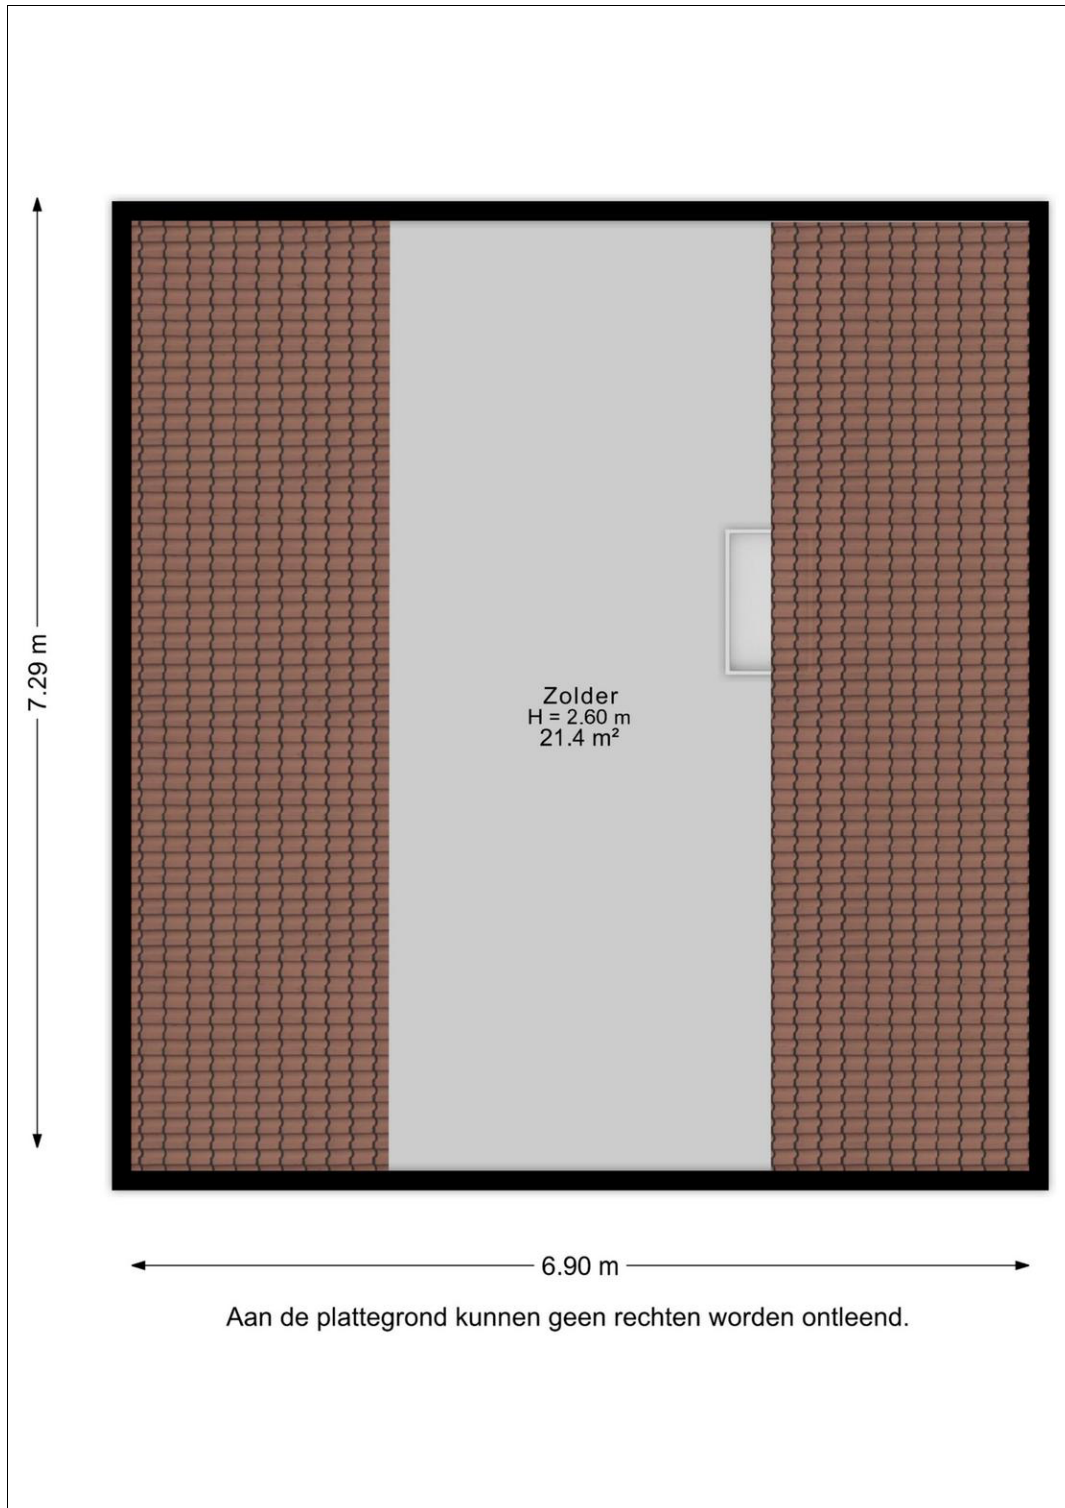 7.29 m
Zolder
H = 2.60 m
21.4 m²
6.90 m
Aan de plattegrond kunnen geen rechten worden ontleend.